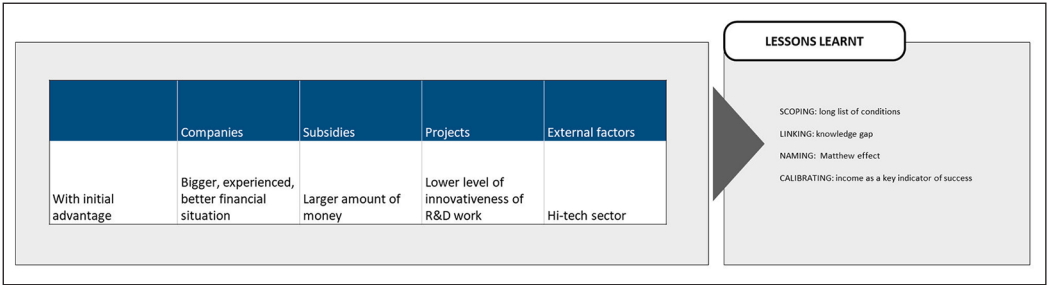 LESSONS LEARNT
Companies Subsidies Projects External factors
With initial
advantage
Bigger, experienced,
better financial
situation
Larger amount of
money
Lower level of
innovativeness of
R&D work
Hi-tech sector
SCOPING: long list of conditions
LINKING: knowledge gap
NAMING:  Matthew effect
CALIBRATING: income as a key indicator of success